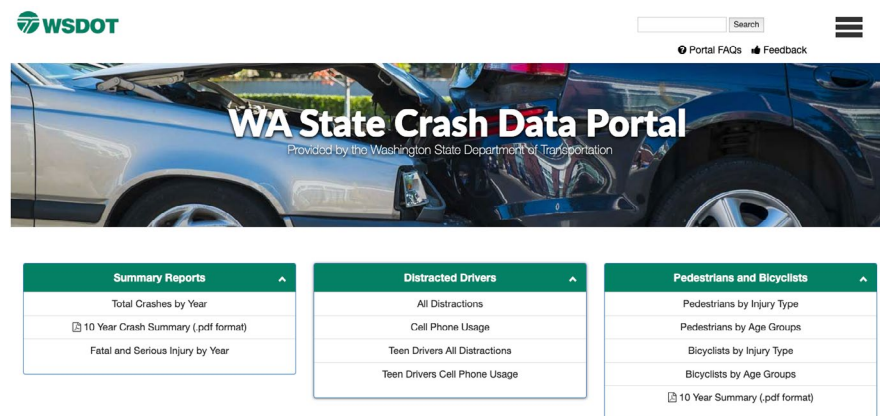 WSDOT
Search
Portal FAQs Feedback
WA State Crash Data Portal
Provided by the Washington State Department of Transportation
Summary Reports
Total Crashes by Year
10 Year Crash Summary (.pdf format)
Fatal and Serious Injury by Year
Distracted Drivers
All Distractions
Cell Phone Usage
Teen Drivers All Distractions
Teen Drivers Cell Phone Usage
Pedestrians and Bicyclists
Pedestrians by Injury Type
Pedestrians by Age Groups
Bicyclists by Injury Type
Bicyclists by Age Groups
10 Year Summary (.pdf format)